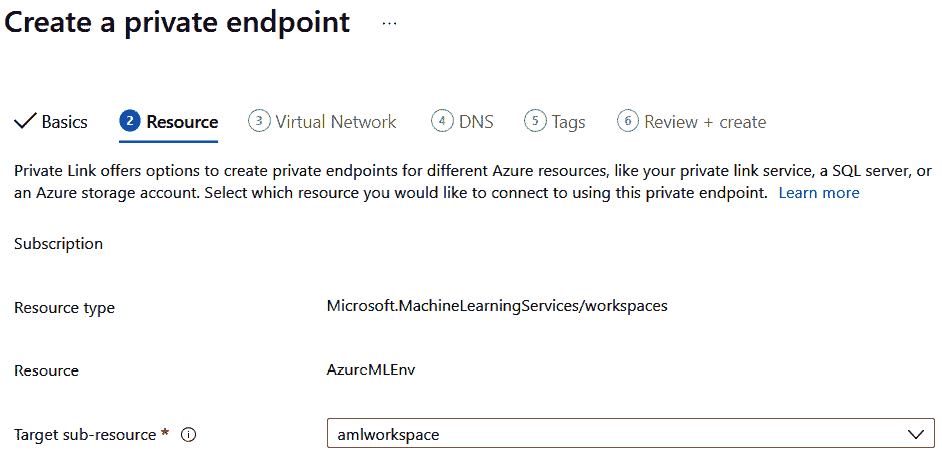 Create a private endpoint ...
Basics 2 Resource 3 Virtual Network 4 DNS 5 Tags 6 Review + create
Private Link offers options to create private endpoints for different Azure resources, like your private link service, a SQL server, or
an Azure storage account. Select which resource you would like to connect to using this private endpoint. Learn more
Subscription
Resource type Microsoft.MachineLearningServices/workspaces
Resource AzureMLEnv
Target sub-resource * amlworkspace